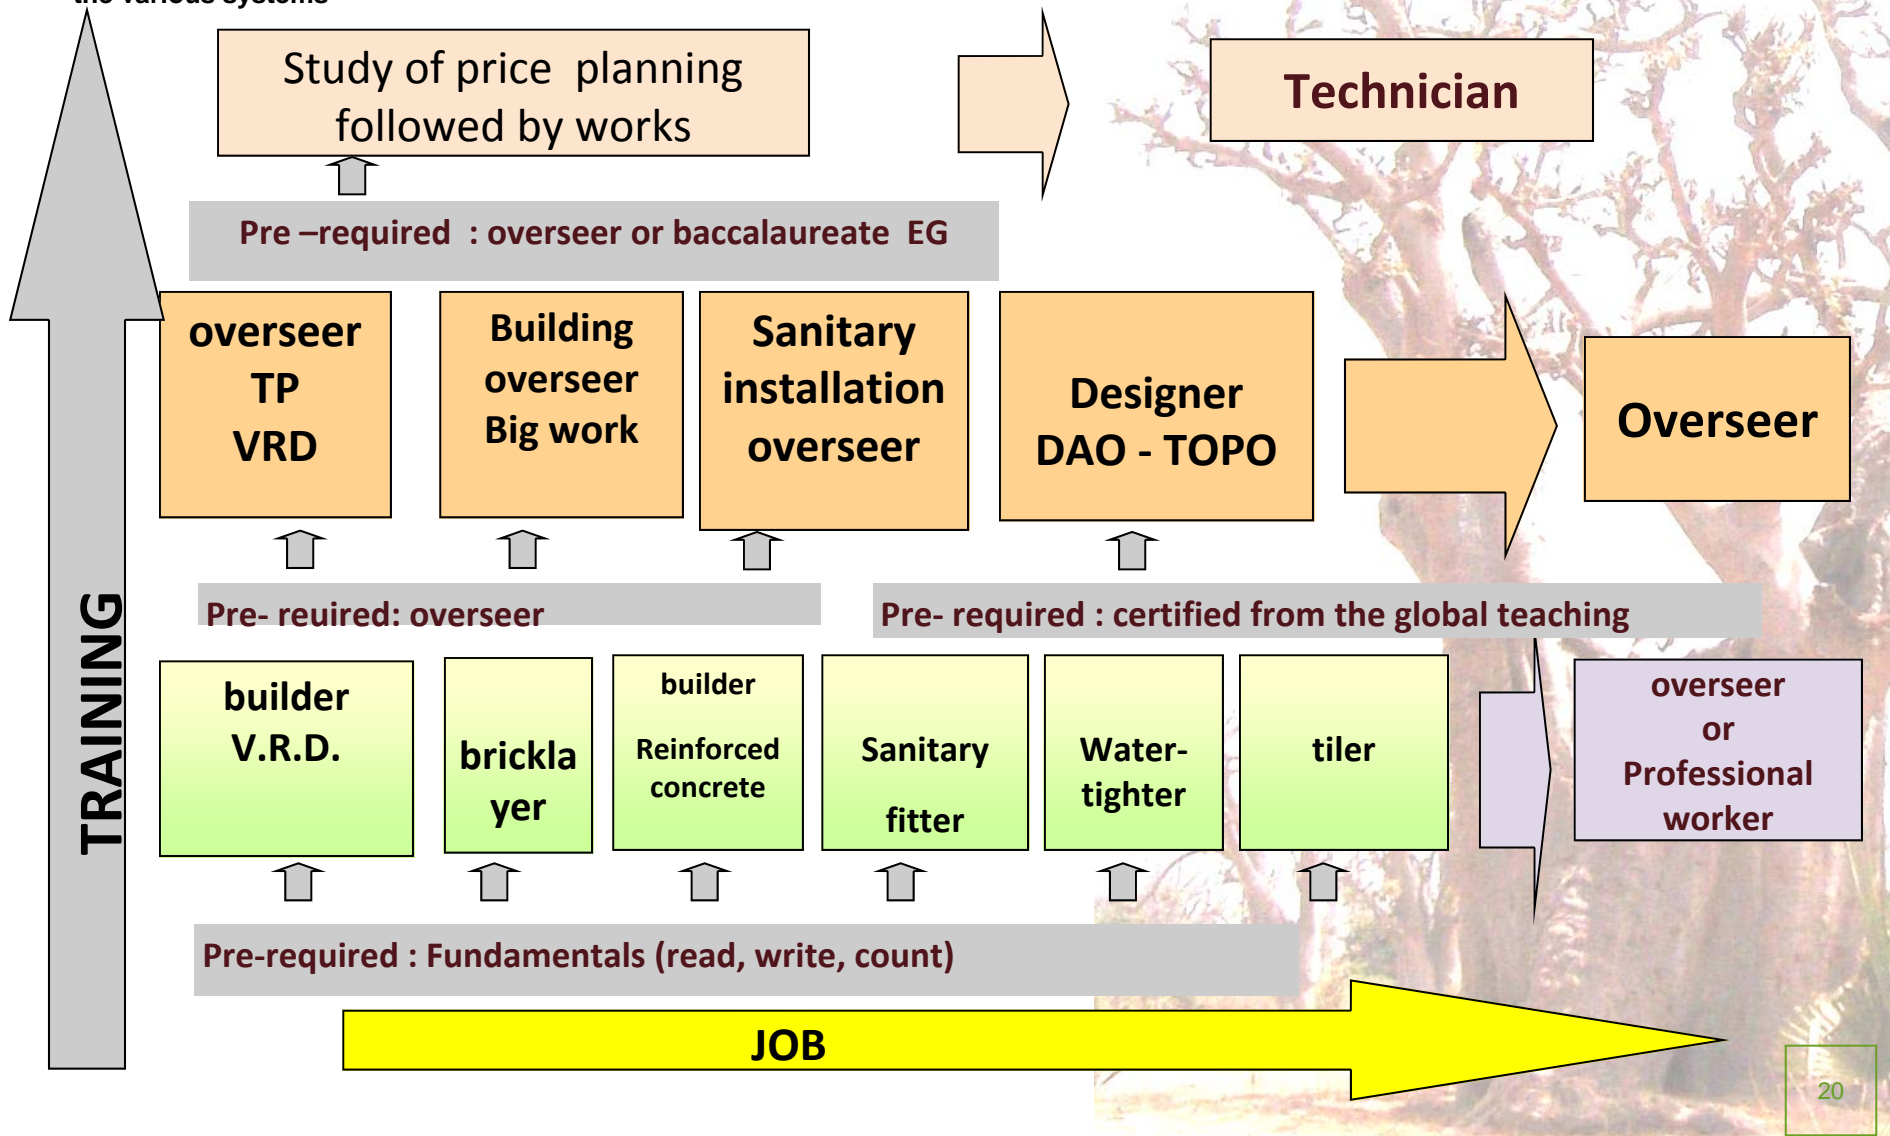 the various systems
Study of price planning
followed by works
Technician
Pre –required : overseer or baccalaureate EG
overseer
TP
VRD
Building
overseer
Big work
Sanitary
installation
overseer
Designer
DAO - TOPO
Overseer
Pre- reuired: overseer
Pre- required : certified from the global teaching
TRAINING
builder
V.R.D.
brickla
yer
builder
Reinforced
concrete
Sanitary
fitter
Water-
tighter
tiler
overseer
or
Professional
worker
Pre-required : Fundamentals (read, write, count)
JOB
20